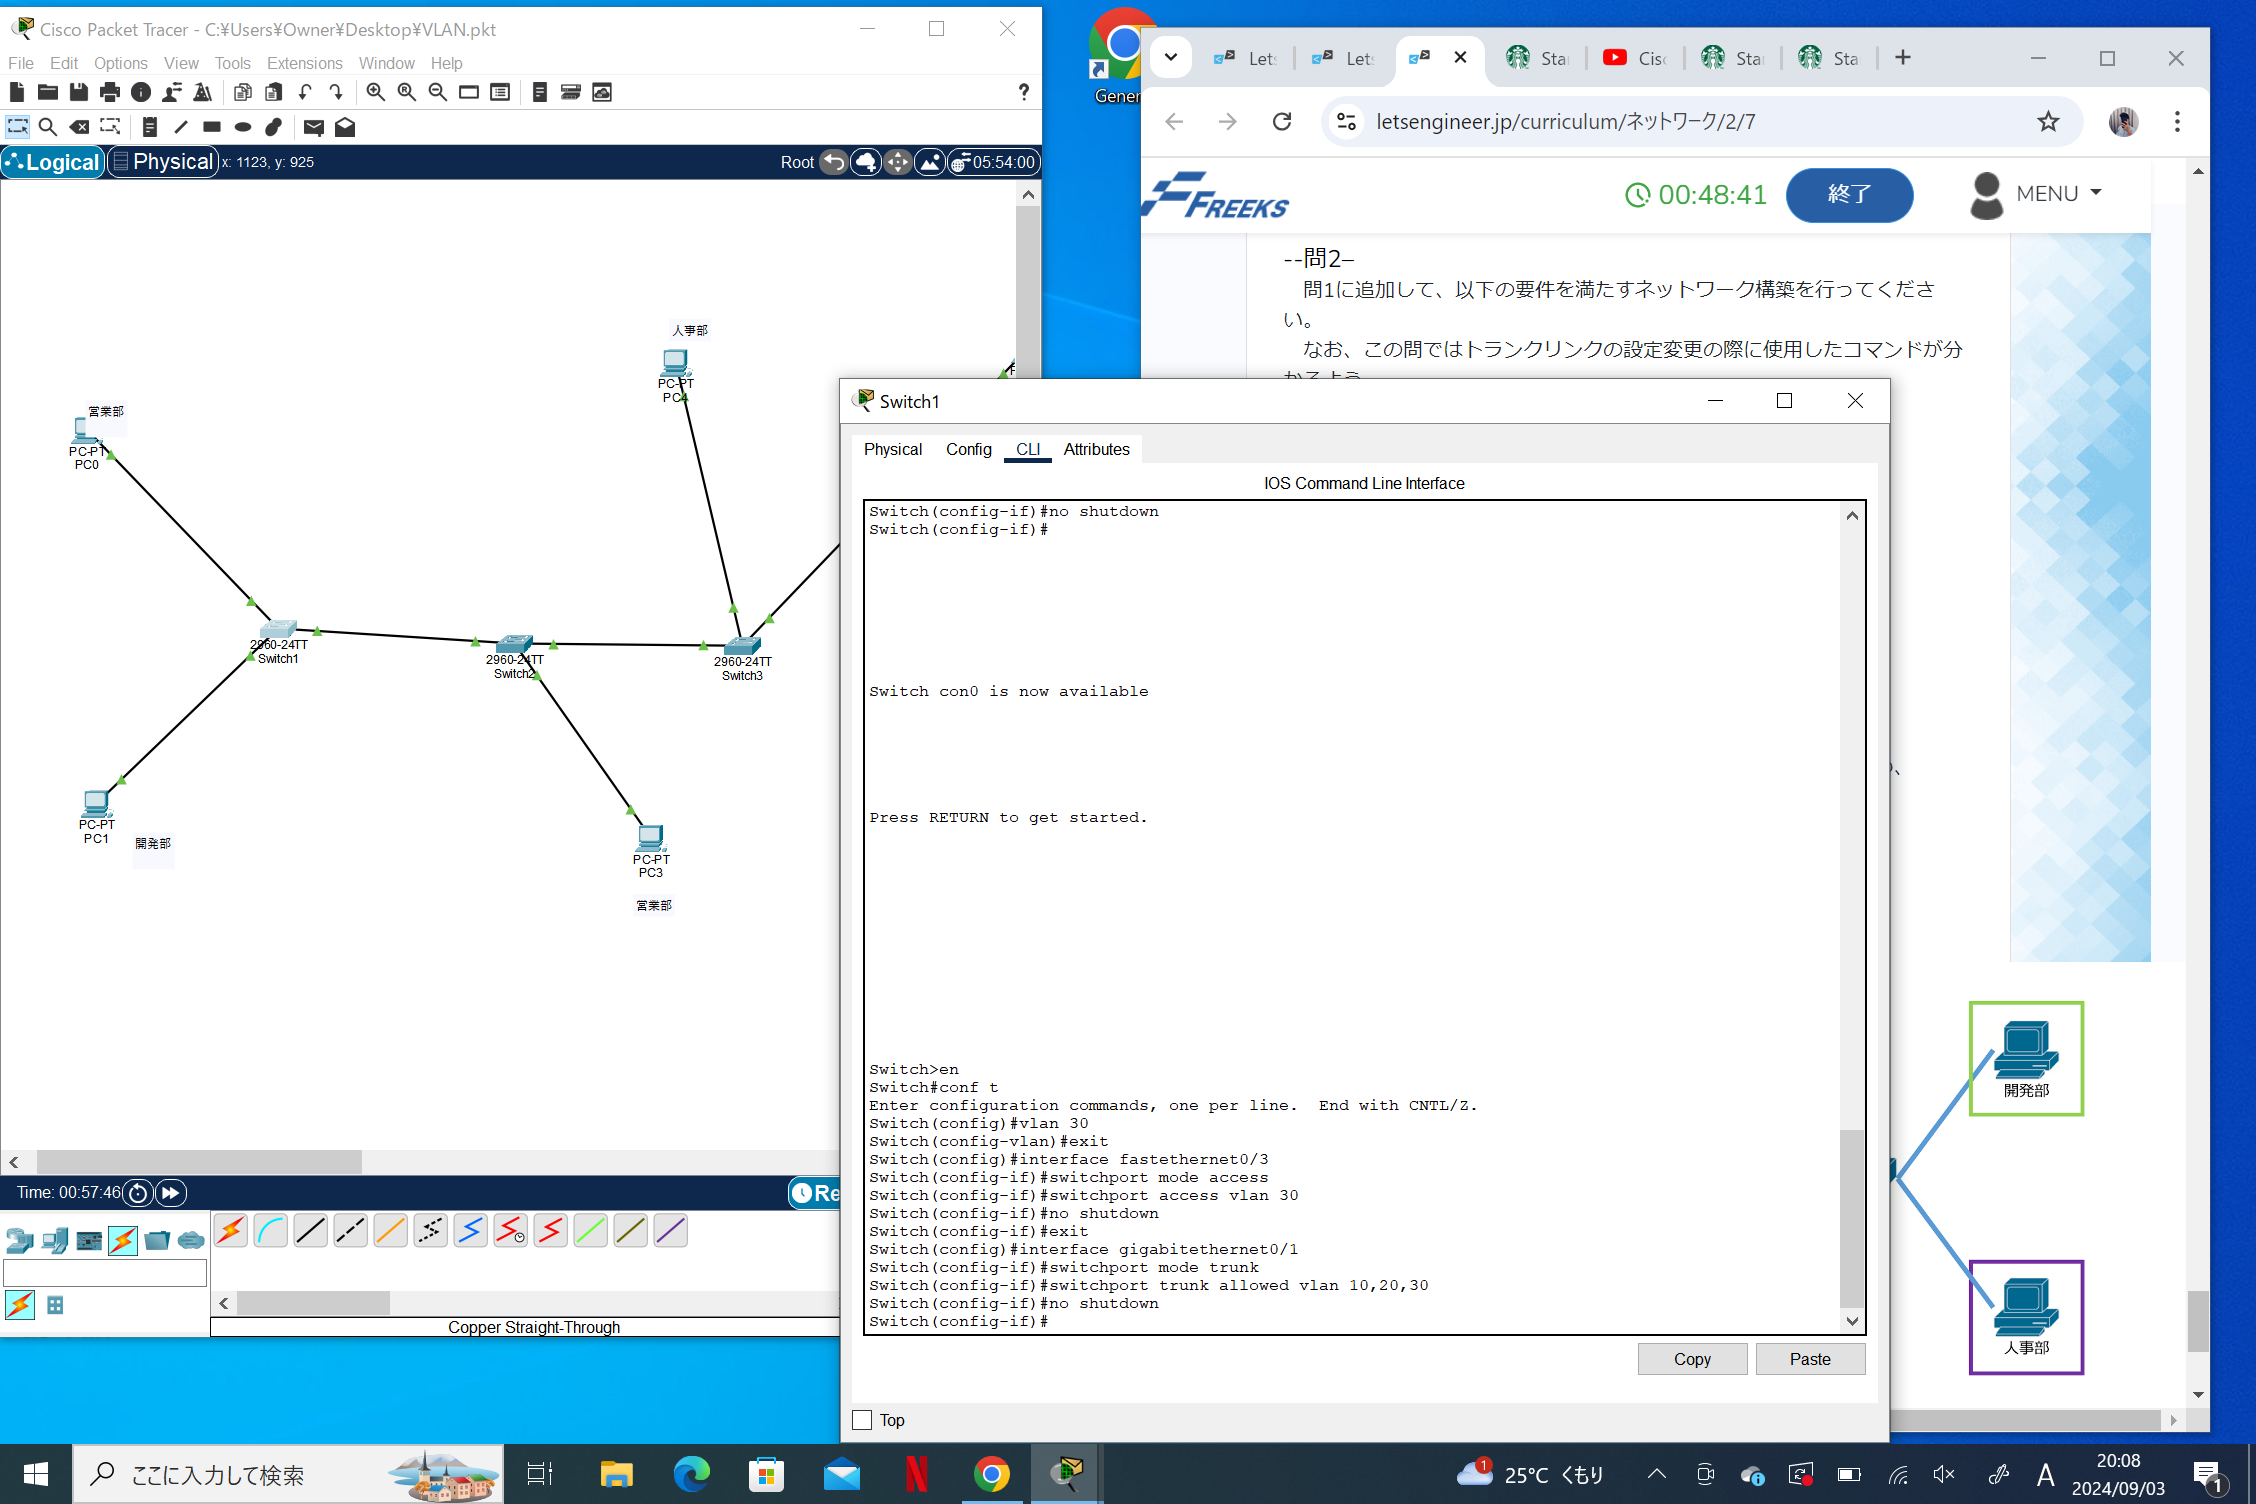 Cisco Packet Tracer - C:¥Users¥Owner¥Desktop¥VLAN.pkt
File Edit Options View Tools Extensions Window Help
Logical Physical x: 1123, y: 925 Root 05:54:00
人事部
PC-PT
PC4
営業部
PC-PT
PC0
2960-24TT
Switch1
2960-24TT
Switch2
2960-24TT
Switch3
PC-PT
PC1
開発部
PC-PT
PC3
営業部
Time: 00:57:46
Re
Copper Straight-Through
Gener
Lets Lets Sta Cisc Sta Sta
letsengineer.jp/curriculum/ネットワーク/2/7
FREEKS 00:48:41 終了 MENU
--問2–
問1に追加して、以下の要件を満たすネットワーク構築を行ってくださ
い。
なお、この問ではトランクリンクの設定変更の際に使用したコマンドが分
開発部
人事部
Switch1
Physical Config CLI Attributes
IOS Command Line Interface
Switch(config-if)#no shutdown
Switch(config-if)#
Switch con0 is now available
Press RETURN to get started.
Switch>en
Switch#conf t
Enter configuration commands, one per line.  End with CNTL/Z.
Switch(config)#vlan 30
Switch(config-vlan)#exit
Switch(config)#interface fastethernet0/3
Switch(config-if)#switchport mode access
Switch(config-if)#switchport access vlan 30
Switch(config-if)#no shutdown
Switch(config-if)#exit
Switch(config)#interface gigabitethernet0/1
Switch(config-if)#switchport mode trunk
Switch(config-if)#switchport trunk allowed vlan 10,20,30
Switch(config-if)#no shutdown
Switch(config-if)#
Copy Paste
Top
ここに入力して検索
1 25°C くもり A 20:08
2024/09/03 1